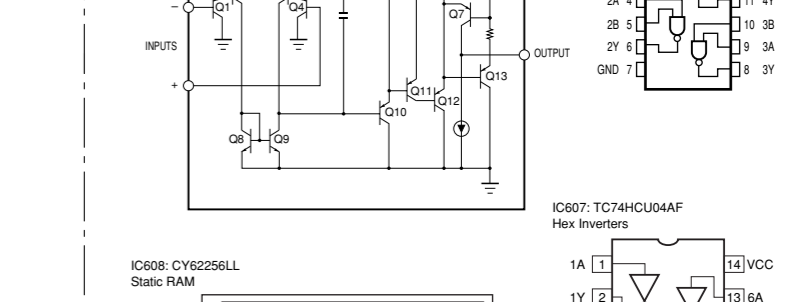 – Q1 Q4 Q7
INPUTS
+
OUTPUT
Q13
Q11
Q12
Q10
Q8 Q9
2A 4 11 4Y
2B 5 10 3B
2Y 6 9 3A
GND 7 8 3Y
IC607: TC74HCU04AF
Hex Inverters
1A 1 14 VCC
1Y 2 13 6A
IC608: CY62256LL
Static RAM